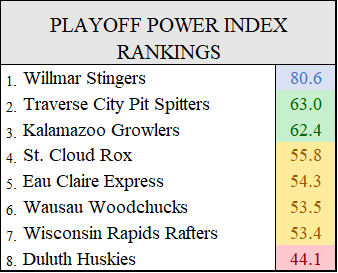 PLAYOFF POWER INDEX
RANKINGS
1. Willmar Stingers 80.6
2. Traverse City Pit Spitters 63.0
3. Kalamazoo Growlers 62.4
4. St. Cloud Rox 55.8
5. Eau Claire Express 54.3
6. Wausau Woodchucks 53.5
7. Wisconsin Rapids Rafters 53.4
8. Duluth Huskies 44.1